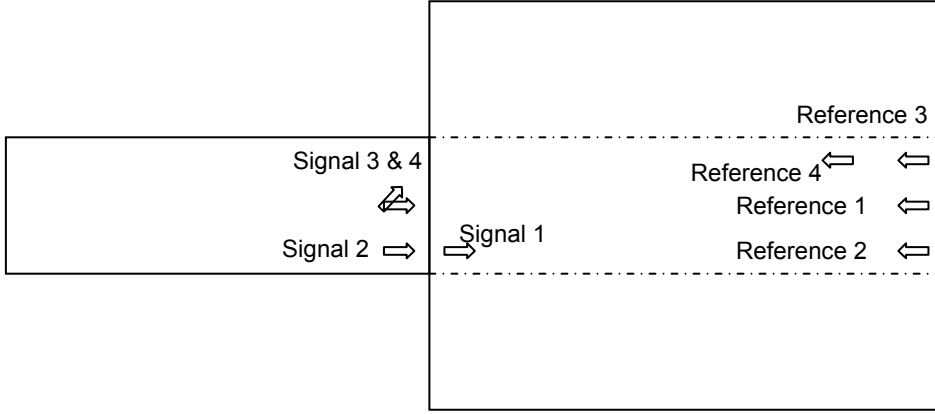 Reference 3
Signal 3 & 4
Reference 4
Reference 1
Signal 1
Signal 2
Reference 2